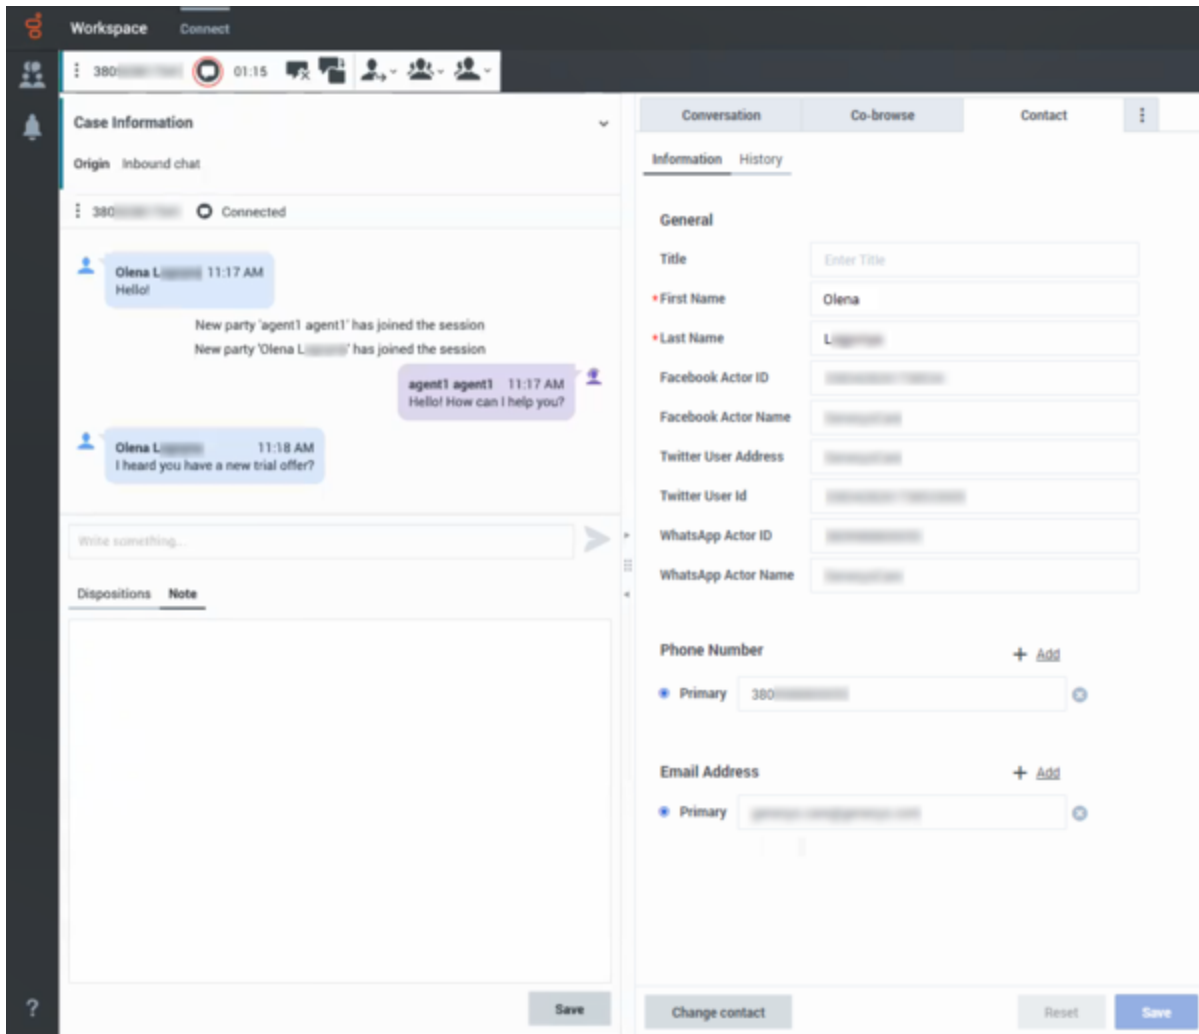 Workspace Connect
380 01:15
Case Information
Origin Inbound chat
380 Connected
Olena L 11:17 AM
Hello!
New party 'agent1 agent1' has joined the session
New party 'Olena L ' has joined the session
agent1 agent1 11:17 AM
Hello! How can I help you?
Olena L 11:18 AM
I heard you have a new trial offer?
Write something...
Dispositions Note
Save
Conversation Co-browse Contact
Information History
General
Title Enter Title
*First Name Olena
*Last Name L
Facebook Actor ID
Facebook Actor Name
Twitter User Address
Twitter User Id
WhatsApp Actor ID
WhatsApp Actor Name
Phone Number + Add
Primary 380
Email Address + Add
Primary
Change contact Reset Save
?